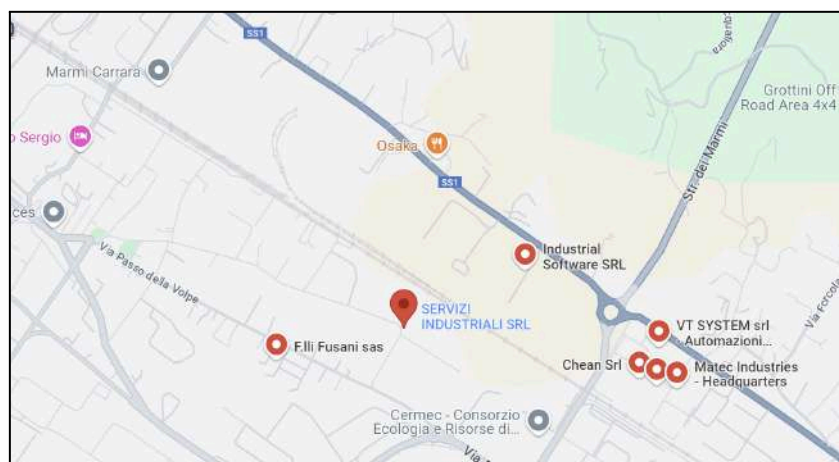 SS1
Marmi Carrara
Grottini Off
Road Area 4x4
o Sergio
Osaka
Str. dei Marmi
SS1
ces
Via Passo della Volpe
Industrial
Software SRL
SERVIZI
INDUSTRIALI SRL
Via Forcola
VT SYSTEM srl
- Automazioni...
F.lli Fusani sas
Chean Srl
Matec Industries
- Headquarters
Cermec - Consorzio
Ecologia e Risorse di...